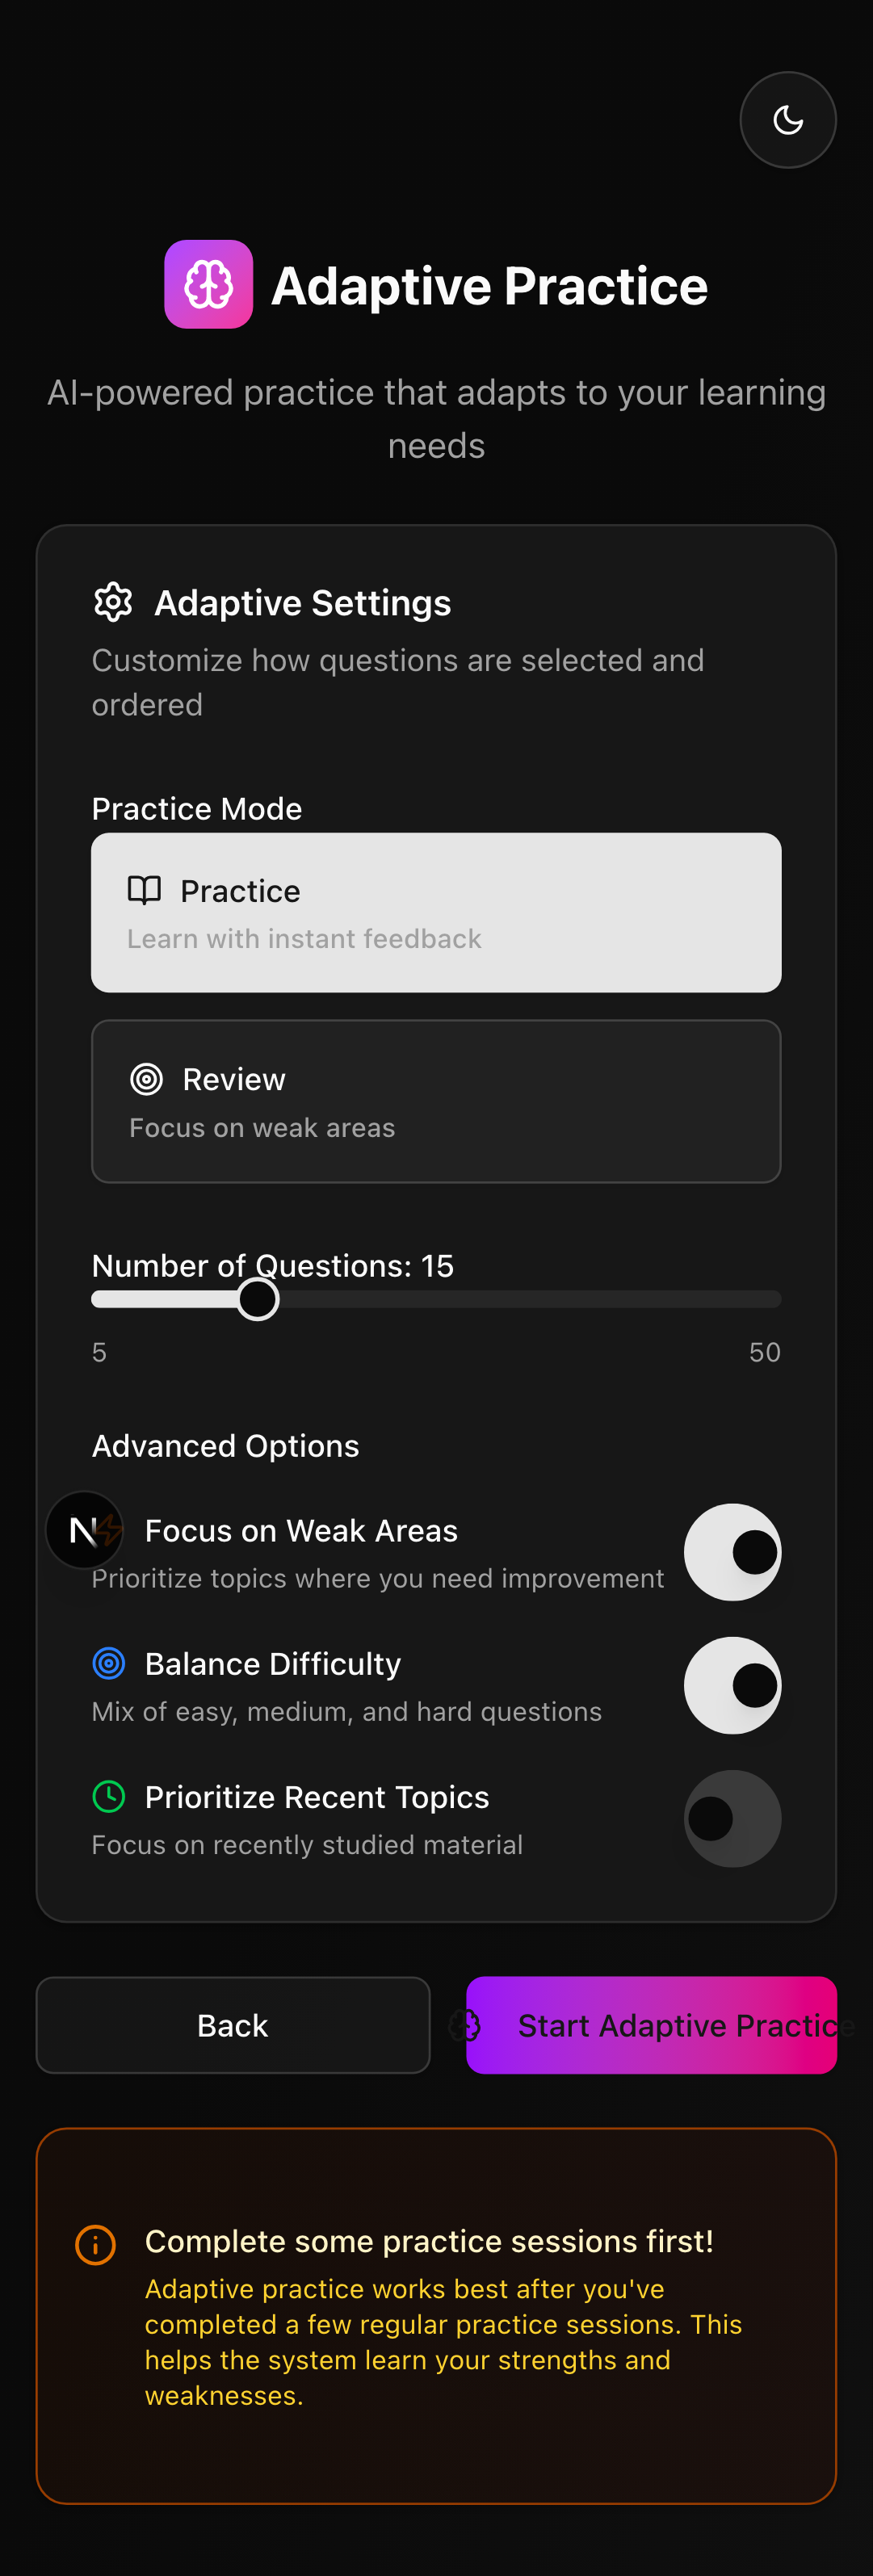 Adaptive Practice
AI-powered practice that adapts to your learning
needs
Adaptive Settings
Customize how questions are selected and
ordered
Practice Mode
Practice
Learn with instant feedback
Review
Focus on weak areas
Number of Questions: 15
5
50
Advanced Options
N
Focus on Weak Areas
Prioritize topics where you need improvement
Balance Difficulty
Mix of easy, medium, and hard questions
Prioritize Recent Topics
Focus on recently studied material
Back
Start Adaptive Practice
Complete some practice sessions first!
Adaptive practice works best after you've
completed a few regular practice sessions. This
helps the system learn your strengths and
weaknesses.